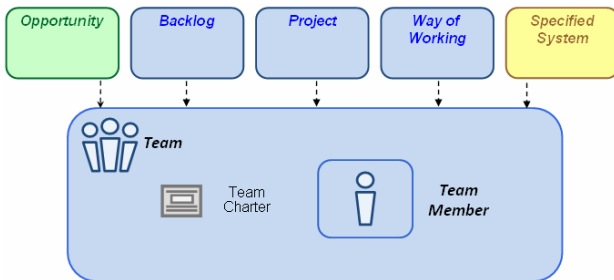 Opportunity
Backlog
Project
Way of
Working
Specified
System
Team
Team
Charter
Team
Member